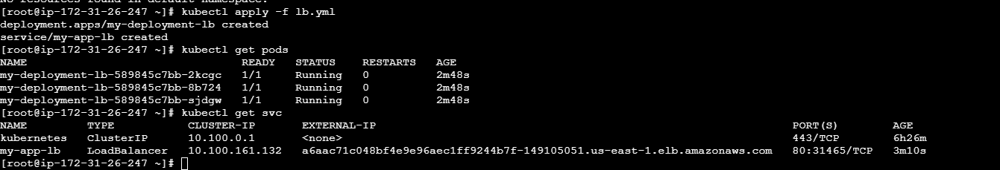 No resources found in default namespace.
[root@ip-172-31-26-247 ~]# kubectl apply -f lb.yml
deployment.apps/my-deployment-lb created
service/my-app-lb created
[root@ip-172-31-26-247 ~]# kubectl get pods
NAME READY STATUS RESTARTS AGE
my-deployment-lb-589845c7bb-2kcgc 1/1 Running 0 2m48s
my-deployment-lb-589845c7bb-8b724 1/1 Running 0 2m48s
my-deployment-lb-589845c7bb-sjdgw 1/1 Running 0 2m48s
[root@ip-172-31-26-247 ~]# kubectl get svc
NAME TYPE CLUSTER-IP EXTERNAL-IP PORT(S) AGE
kubernetes ClusterIP 10.100.0.1 <none> 443/TCP 6h26m
my-app-lb LoadBalancer 10.100.161.132 a6aac71c048bf4e9e96aec1ff9244b7f-149105051.us-east-1.elb.amazonaws.com 80:31465/TCP 3m10s
[root@ip-172-31-26-247 ~]#